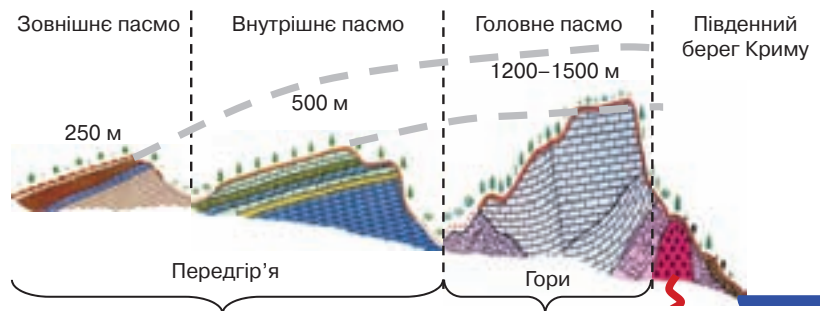 Зовнішнє пасмо
Внутрішнє пасмо
Головне пасмо
Південний
берег Криму
1200–1500 м
500 м
250 м
Передгір’я
Гори